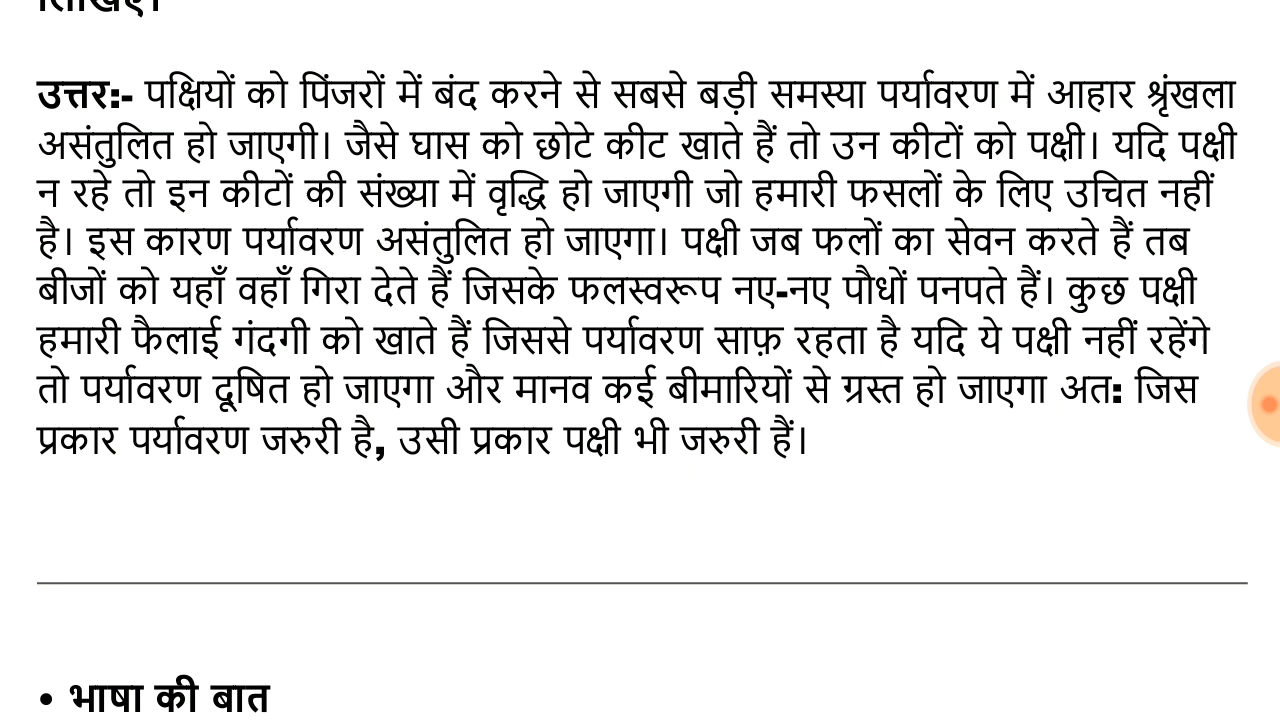 लिखिए।
उत्तर:- पक्षियों को पिंजरों में बंद करने से सबसे बड़ी समस्या पर्यावरण में आहार श्रृंखला
असंतुलित हो जाएगी। जैसे घास को छोटे कीट खाते हैं तो उन कीटों को पक्षी। यदि पक्षी
न रहे तो इन कीटों की संख्या में वृद्धि हो जाएगी जो हमारी फसलों के लिए उचित नहीं
है। इस कारण पर्यावरण असंतुलित हो जाएगा। पक्षी जब फलों का सेवन करते हैं तब
बीजों को यहाँ वहाँ गिरा देते हैं जिसके फलस्वरूप नए-नए पौधों पनपते हैं। कुछ पक्षी
हमारी फैलाई गंदगी को खाते हैं जिससे पर्यावरण साफ़ रहता है यदि ये पक्षी नहीं रहेंगे
तो पर्यावरण दूषित हो जाएगा और मानव कई बीमारियों से ग्रस्त हो जाएगा अत: जिस
प्रकार पर्यावरण जरुरी है, उसी प्रकार पक्षी भी जरुरी हैं।
• भाषा की बात